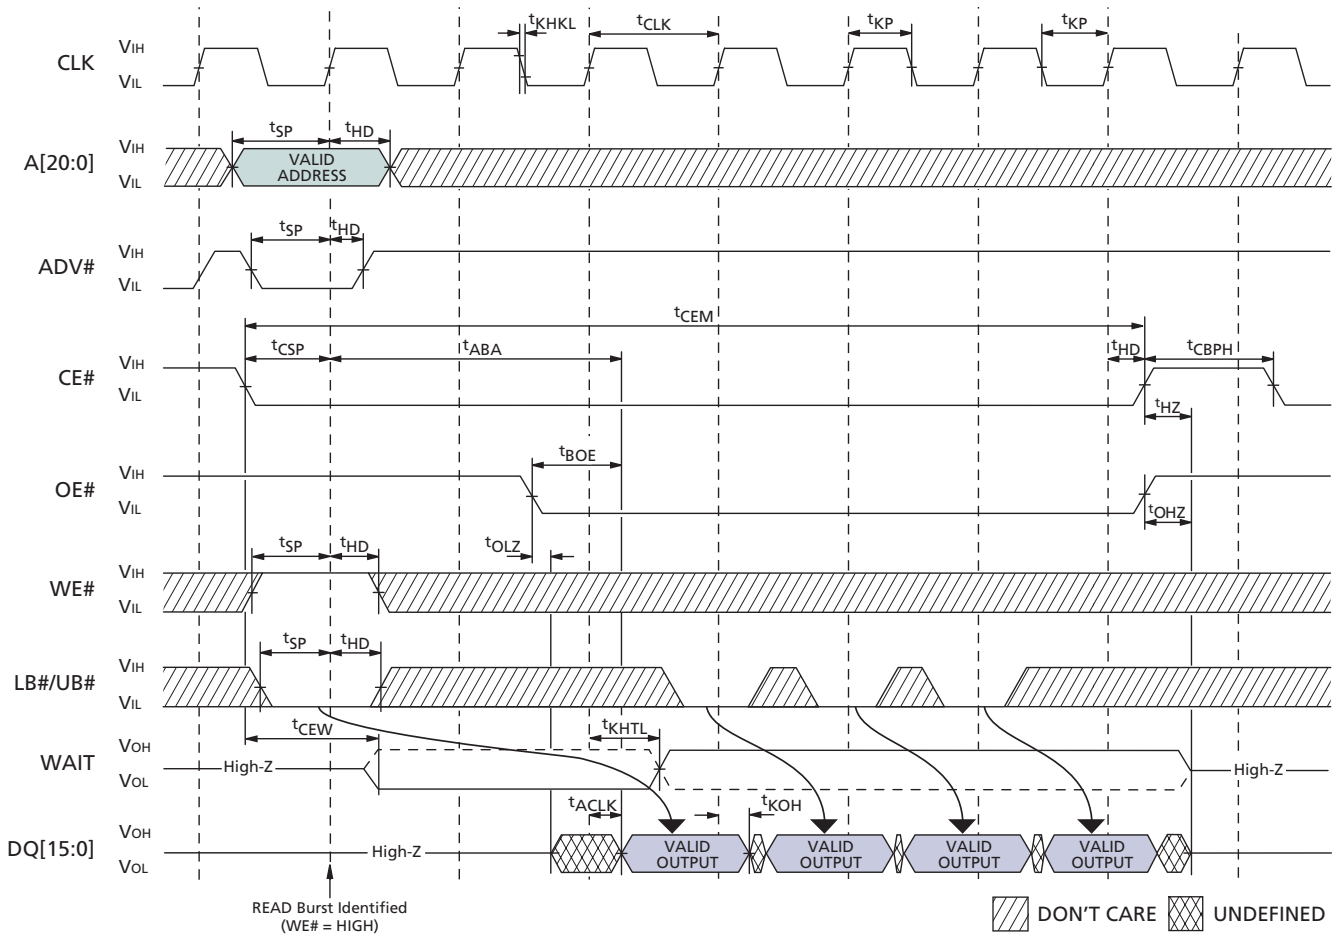 tKHKL tCLK tKP tKP
CLK VIH
VIL
tSP tHD
A[20:0] VIH
VIL
VALID
ADDRESS
tSP tHD
ADV# VIH
VIL
tCEM
tCSP tABA tHD tCBPH
CE# VIH
VIL
tHZ
tBOE
OE# VIH
VIL
tOHZ
tOLZ
tSP tHD
WE# VIH
VIL
tSP tHD
LB#/UB# VIH
VIL
tCEW tKHTL
WAIT VOH
VOL
High-Z High-Z
tACLK tKOH
DQ[15:0] VOH
VOL
High-Z
VALID
OUTPUT
VALID
OUTPUT
VALID
OUTPUT
VALID
OUTPUT
READ Burst Identified
(WE# = HIGH)
DON'T CARE UNDEFINED